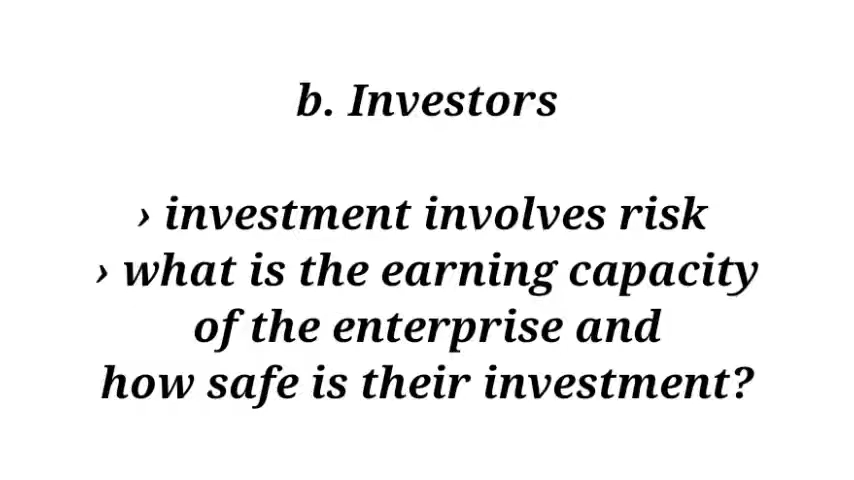 b. Investors
› investment involves risk
› what is the earning capacity
of the enterprise and
how safe is their investment?